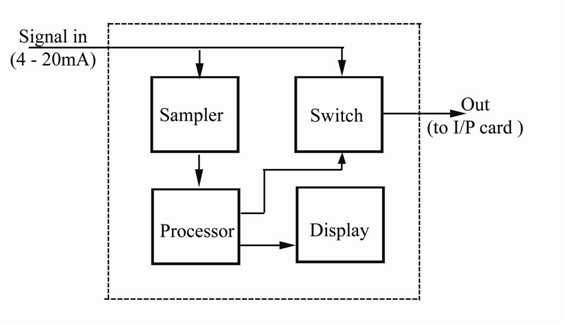 Signal in
(4 - 20mA)
Sampler
Switch
Out
(to I/P card )
Processor
Display